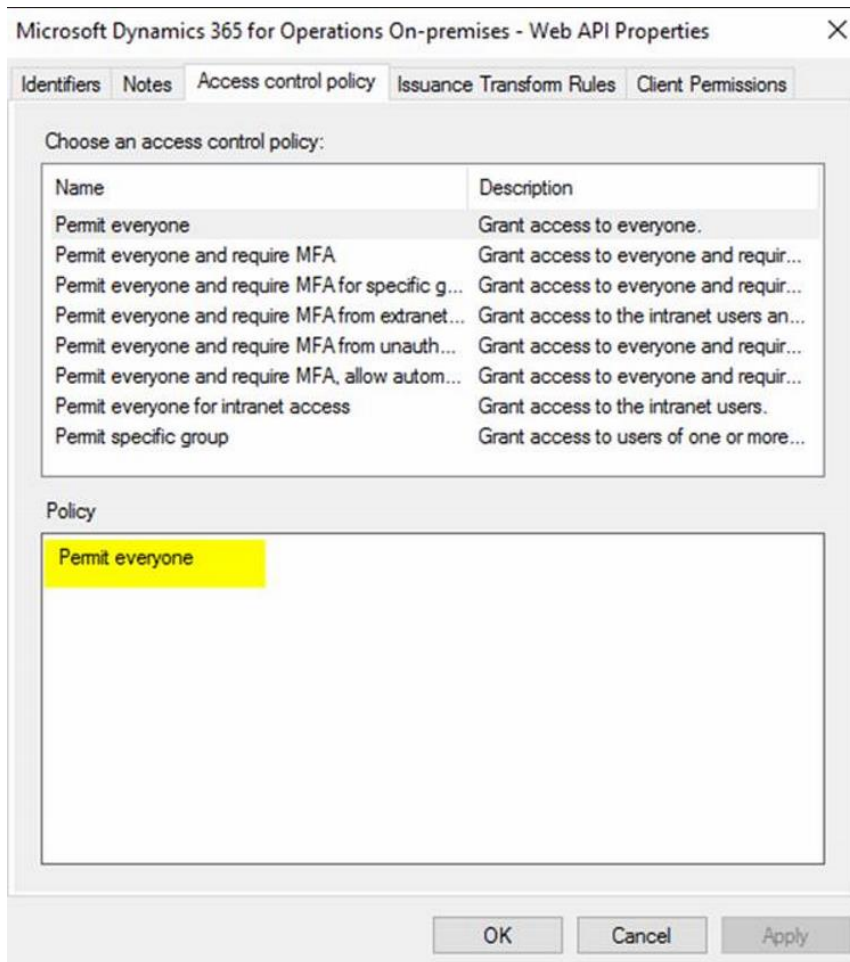 Microsoft Dynamics 365 for Operations On-premises - Web API Properties
Identifiers Notes Access control policy Issuance Transform Rules Client Permissions
Choose an access control policy:
Name Description
Permit everyone Grant access to everyone.
Permit everyone and require MFA Grant access to everyone and requir...
Permit everyone and require MFA for specific g... Grant access to everyone and requir...
Permit everyone and require MFA from extranet... Grant access to the intranet users an...
Permit everyone and require MFA from unauth... Grant access to everyone and requir...
Permit everyone and require MFA, allow autom... Grant access to everyone and requir...
Permit everyone for intranet access Grant access to the intranet users.
Permit specific group Grant access to users of one or more...
Policy
Permit everyone
OK Cancel Apply